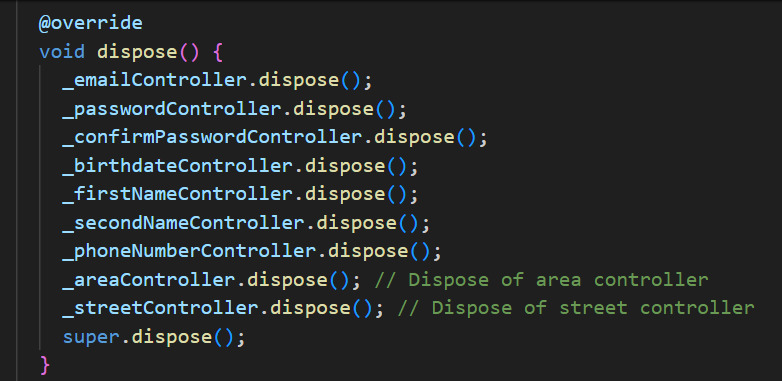 @override
void dispose() {
_emailController.dispose();
_passwordController.dispose();
_confirmPasswordController.dispose();
_birthdateController.dispose();
_firstNameController.dispose();
_secondNameController.dispose();
_phoneNumberController.dispose();
_areaController.dispose(); // Dispose of area controller
_streetController.dispose(); // Dispose of street controller
super.dispose();
}